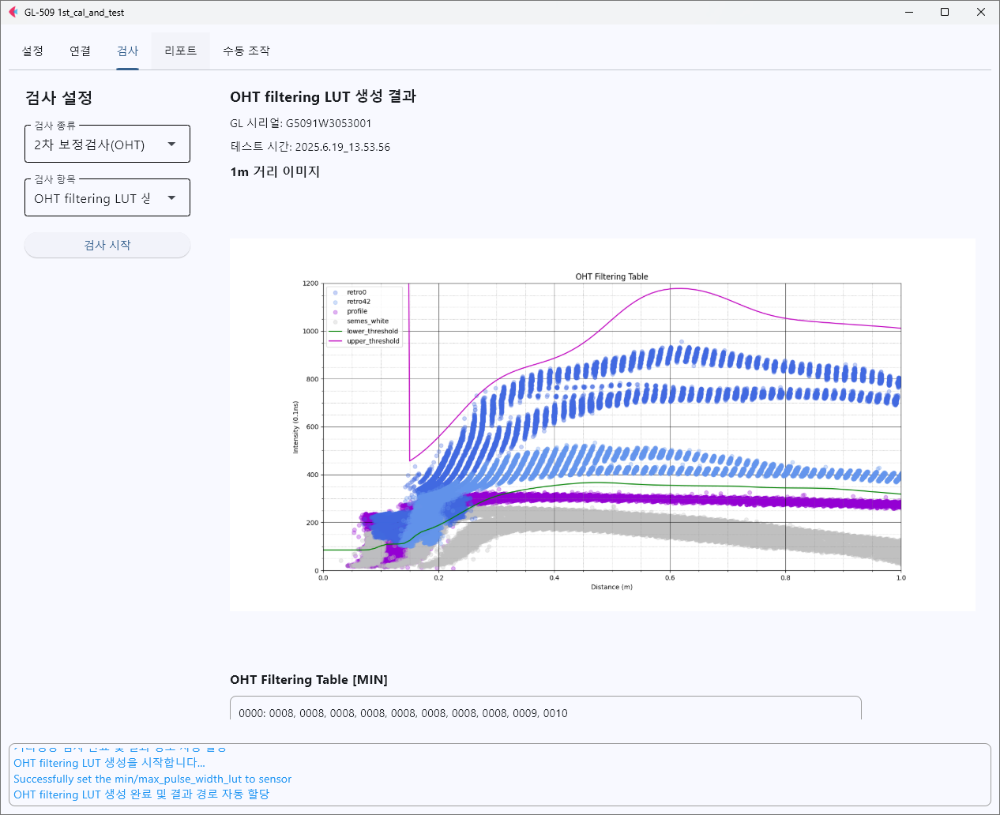 GL-509 1st_cal_and_test
설정 연결 검사 리포트 수동 조작
검사 설정
검사 종류
2차 보정검사(OHT)
검사 항목
OHT filtering LUT 생
검사 시작
OHT filtering LUT 생성 결과
GL 시리얼: G5091W3053001
테스트 시간: 2025.6.19_13.53.56
1m 거리 이미지
OHT Filtering Table
retro0
retro42
profile
semes_white
lower_threshold
upper_threshold
1200
1000
800
600
400
200
0
Intensity (0.1ns)
0.0 0.2 0.4 0.6 0.8 1.0
Distance (m)
OHT Filtering Table [MIN]
0000: 0008, 0008, 0008, 0008, 0008, 0008, 0008, 0008, 0009, 0010
OHT filtering LUT 생성을 시작합니다...
Successfully set the min/max_pulse_width_lut to sensor
OHT filtering LUT 생성 완료 및 결과 경로 자동 할당